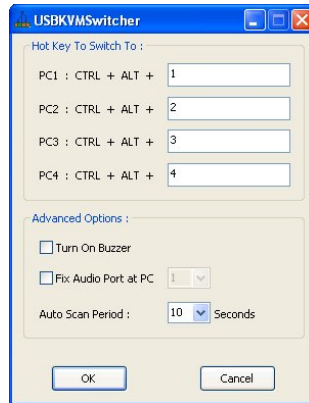 USBKVMSwitcher
Hot Key To Switch To :
PC1 : CTRL + ALT + 1
PC2 : CTRL + ALT + 2
PC3 : CTRL + ALT + 3
PC4 : CTRL + ALT + 4
Advanced Options :
Turn On Buzzer
Fix Audio Port at PC 1
Auto Scan Period : 10 Seconds
OK Cancel